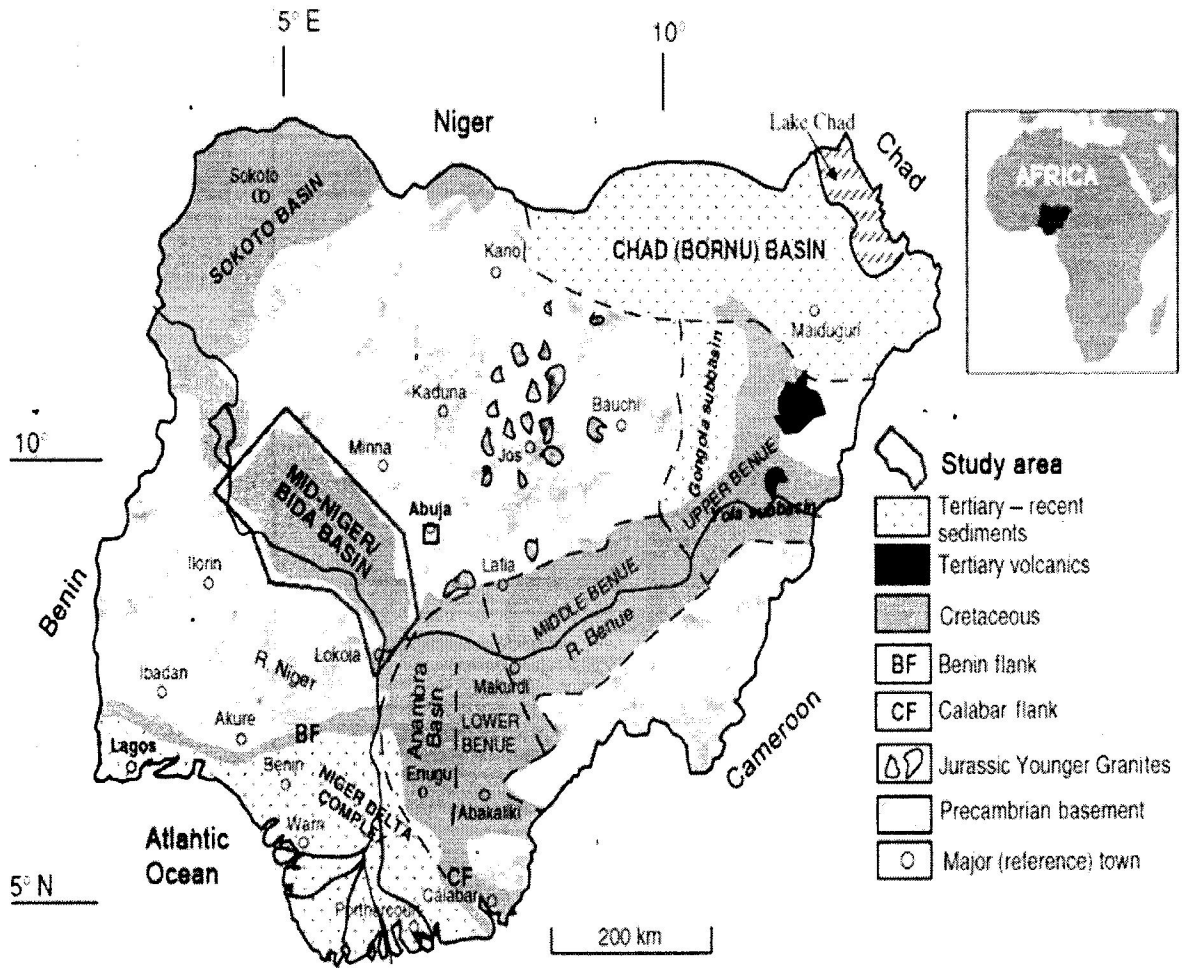 5° E
10°
Niger
Lake Chad
Chad
AFRICA
Sokoto
SOKOTO BASIN
Kano
CHAD (BORNU) BASIN
Maiduguri
Kaduna
Bauchi
Gongola subbasin
10°
Minna
Jos
UPPER BENUE
Yola subbasin
MID-NIGER/
BIDA BASIN
Abuja
Ilorin
Lafia
MIDDLE BENUE
R. Benue
Benin
Lokoja
R. Niger
Ibadan
Makurdi
Anambra
Basin
LOWER
BENUE
Akure
BF
Cameroon
Lagos
Benin
Enugu
Abakaliki
NIGER DELTA
COMPLEX
Warri
Atlantic
Ocean
5° N
CF
Calabar
Portharcourt
200 km
Study area
Tertiary – recent
sediments
Tertiary volcanics
Cretaceous
BF Benin flank
CF Calabar flank
Jurassic Younger Granites
Precambrian basement
Major (reference) town